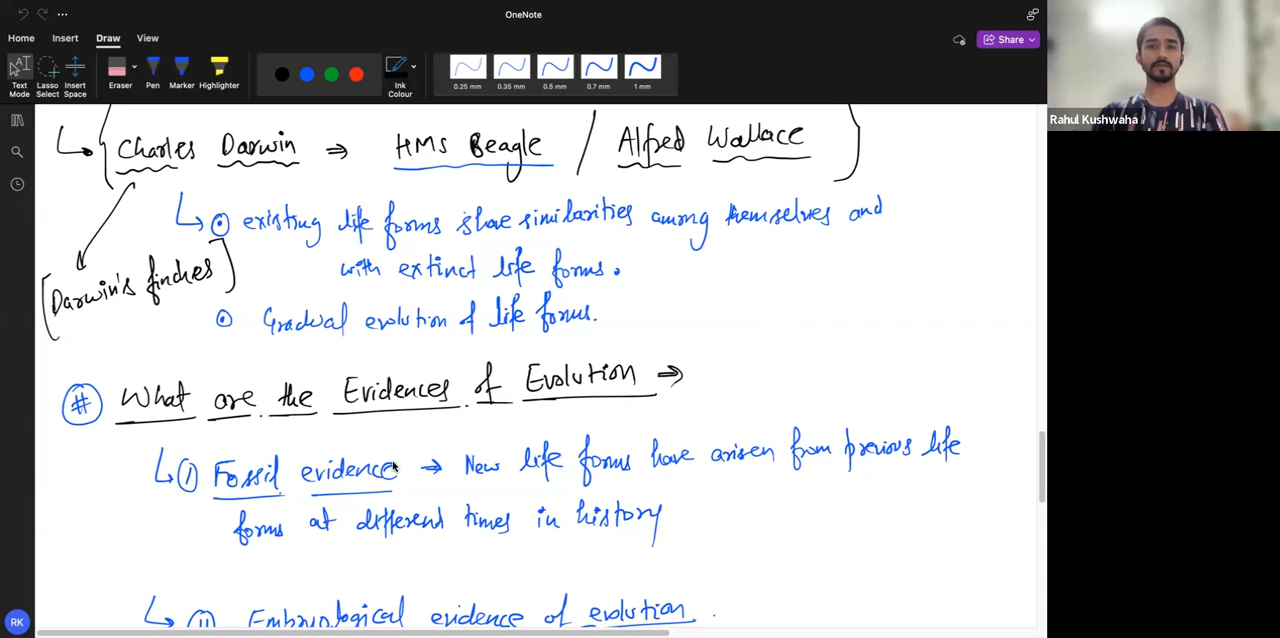 OneNote
Home Insert Draw View
Share
Text Mode
Lasso Select
Insert Space
Eraser
Pen
Marker
Highlighter
Ink Colour
0.25 mm
0.35 mm
0.5 mm
0.7 mm
1 mm
Rahul Kushwaha
Charles Darwin ⇒ HMS Beagle / Alfred Wallace
existing life forms share similarities among themselves and
with extinct life forms.
[Darwin's finches]
Gradual evolution of life forms.
# What are the Evidences of Evolution ⇒
(i) Fossil evidence → New life forms have arisen from previous life
forms at different times in history
(ii) Embryological evidence of evolution.
RK